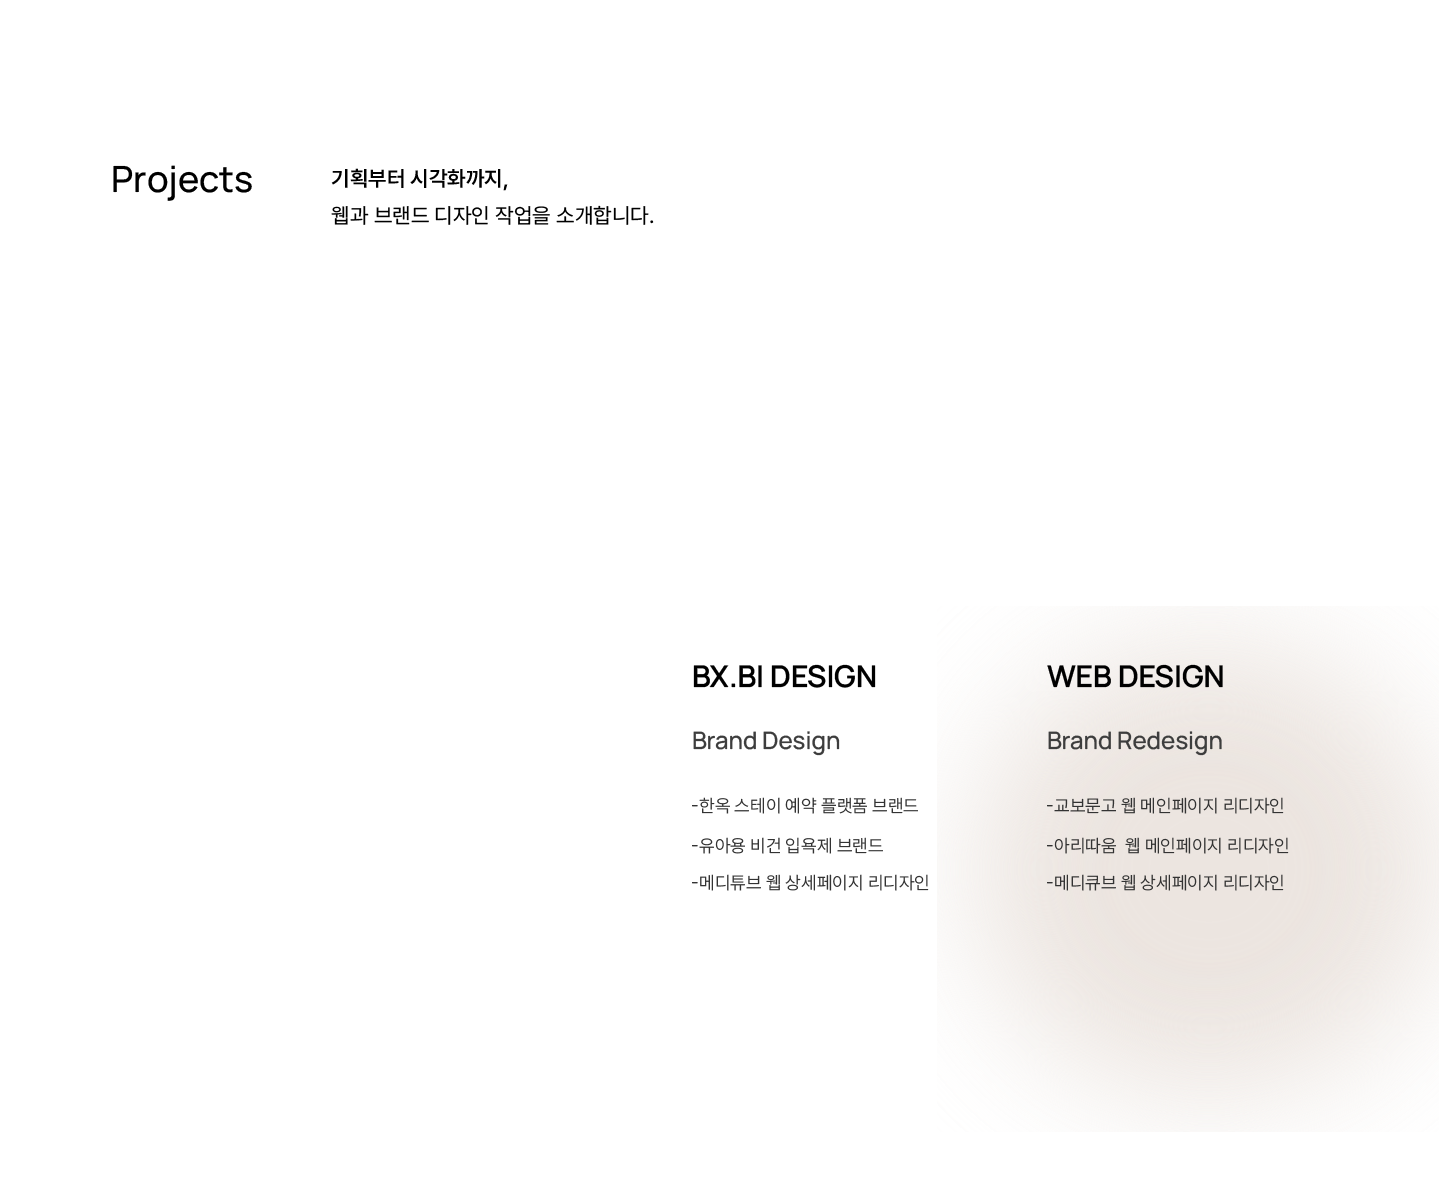 Projects
기획부터 시각화까지,
웹과 브랜드 디자인 작업을 소개합니다.
BX.BI DESIGN
Brand Design
-한옥 스테이 예약 플랫폼 브랜드
-유아용 비건 입욕제 브랜드
-메디튜브 웹 상세페이지 리디자인
WEB DESIGN
Brand Redesign
-교보문고 웹 메인페이지 리디자인
-아리따움  웹 메인페이지 리디자인
-메디큐브 웹 상세페이지 리디자인